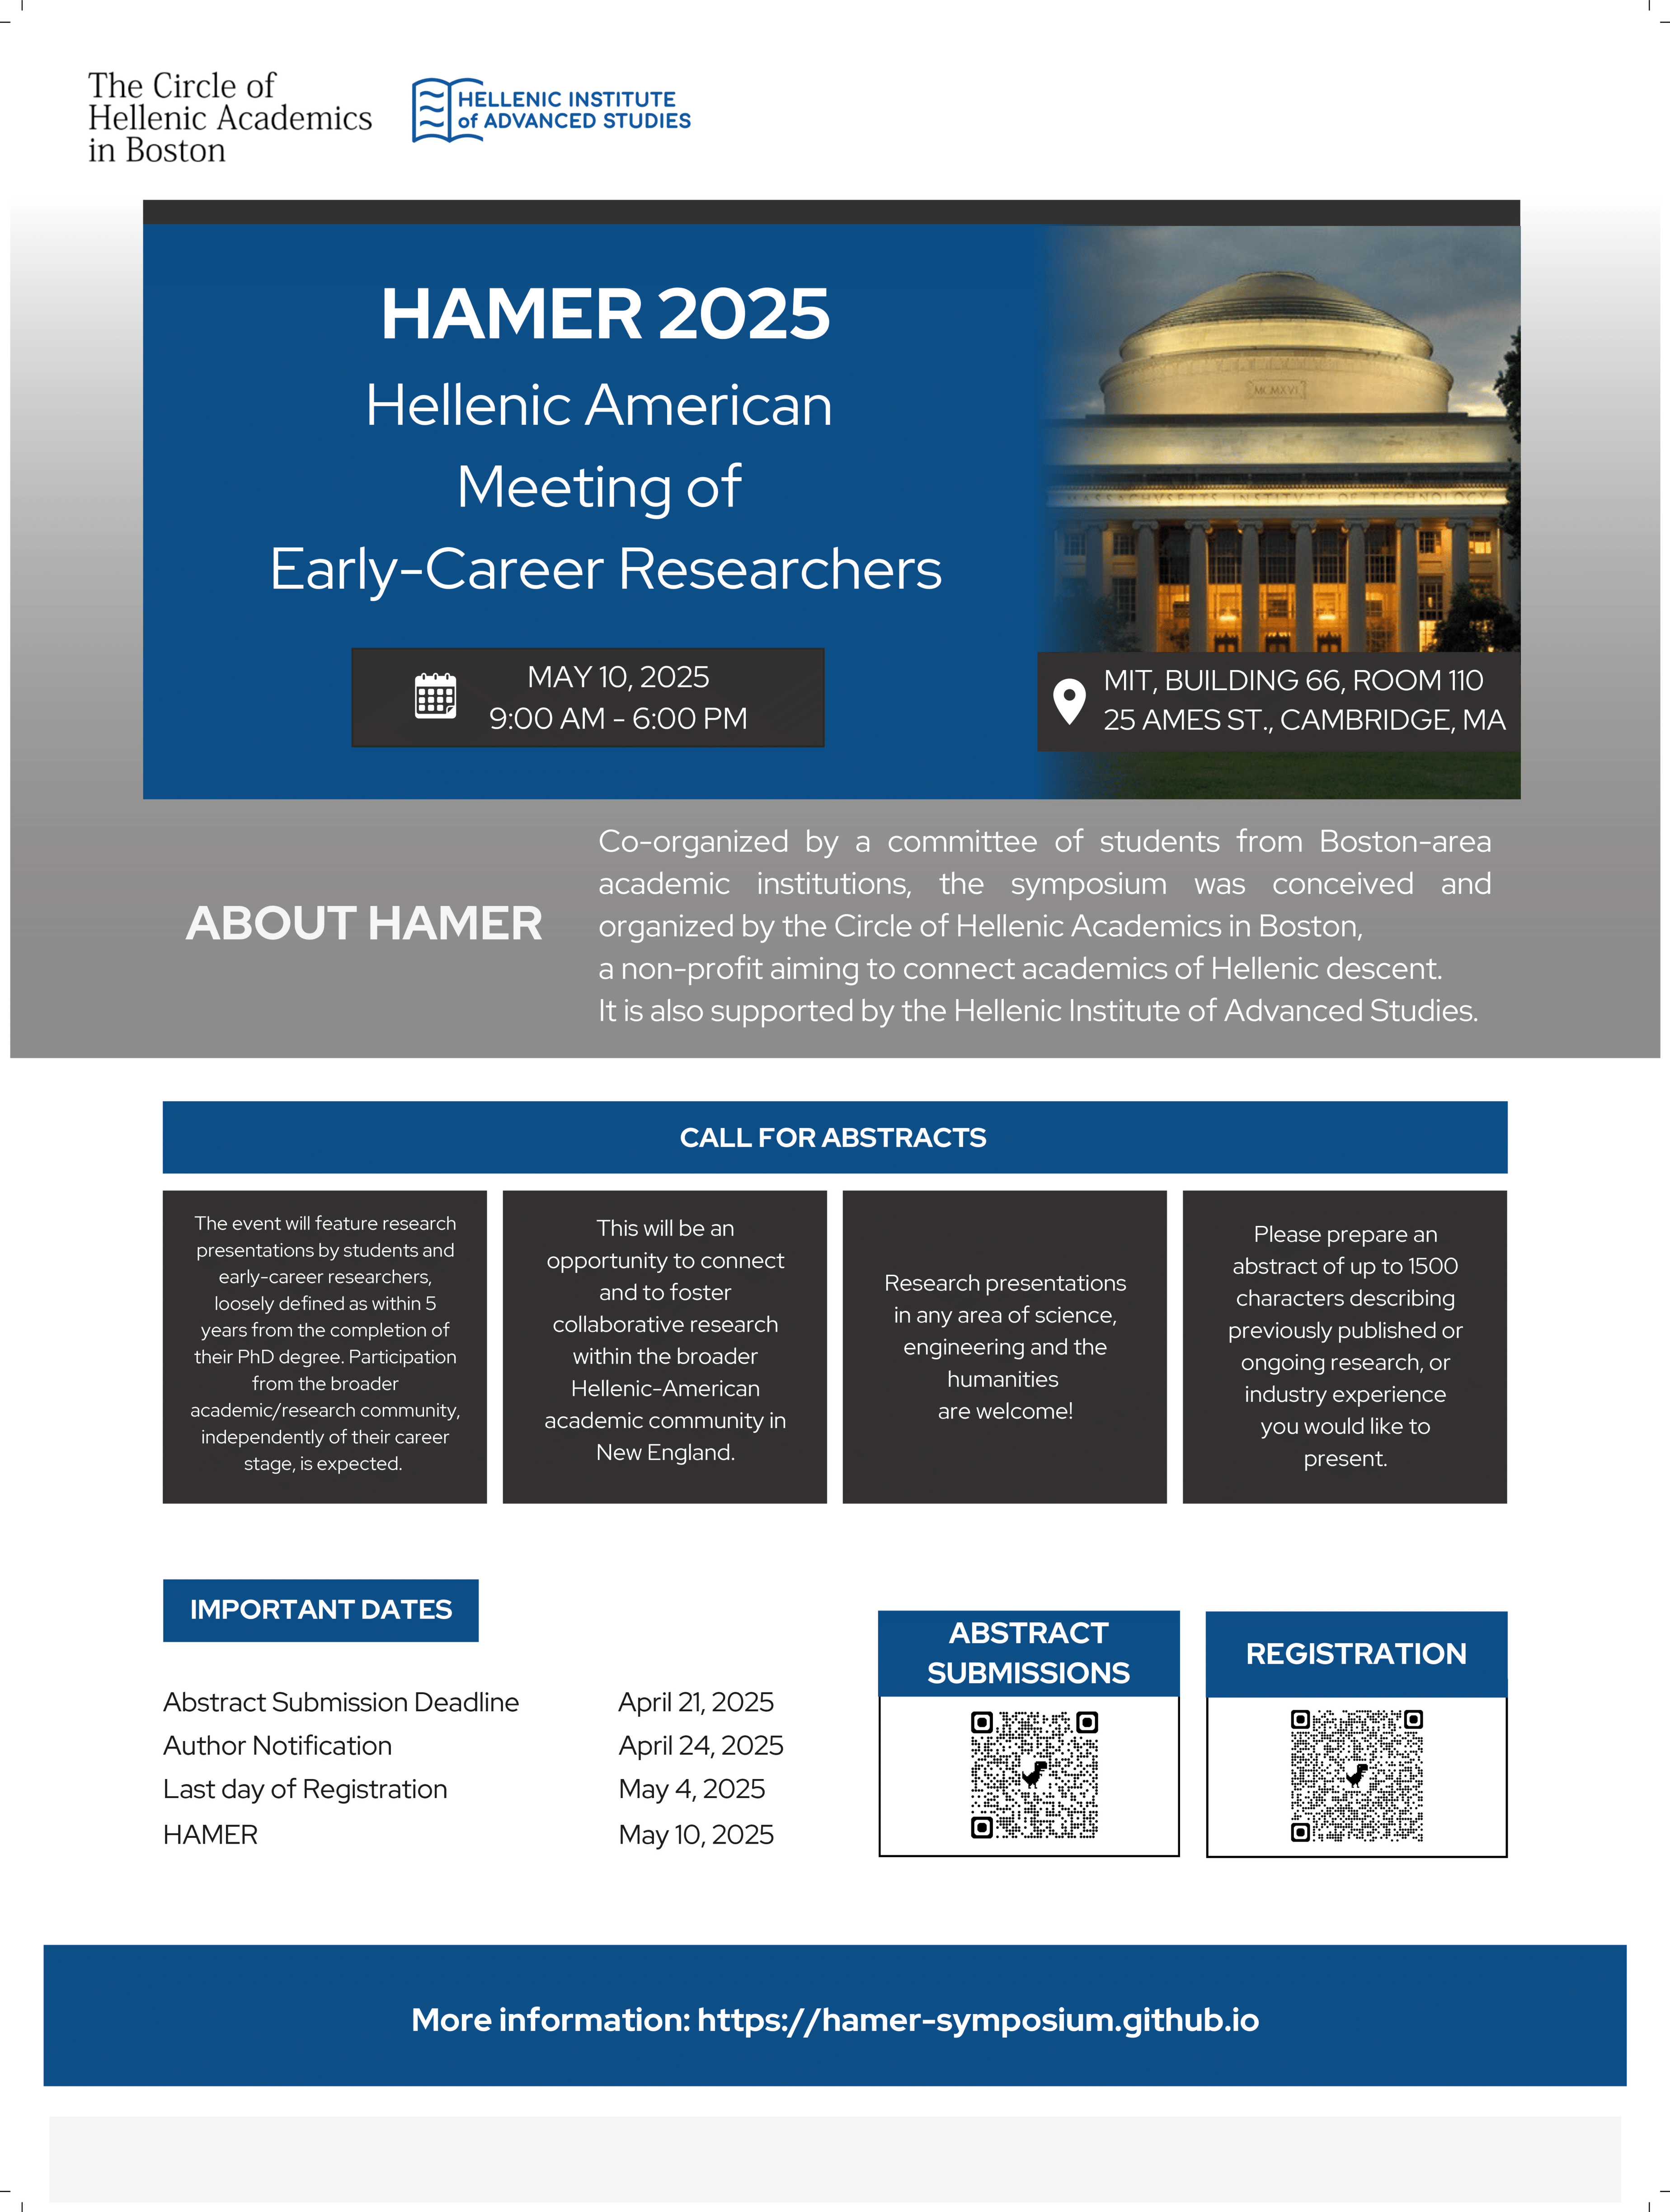 The Circle of
Hellenic Academics
in Boston
HELLENIC INSTITUTE
of ADVANCED STUDIES
HAMER 2025
Hellenic American
Meeting of
Early-Career Researchers
MCMXVI
MASSACHVSETTS INSTITVTE OF TECHNOLOGY
MAY 10, 2025
9:00 AM - 6:00 PM
MIT, BUILDING 66, ROOM 110
25 AMES ST., CAMBRIDGE, MA
ABOUT HAMER
Co-organized by a committee of students from Boston-area
academic institutions, the symposium was conceived and
organized by the Circle of Hellenic Academics in Boston,
a non-profit aiming to connect academics of Hellenic descent.
It is also supported by the Hellenic Institute of Advanced Studies.
CALL FOR ABSTRACTS
The event will feature research
presentations by students and
early-career researchers,
loosely defined as within 5
years from the completion of
their PhD degree. Participation
from the broader
academic/research community,
independently of their career
stage, is expected.
This will be an
opportunity to connect
and to foster
collaborative research
within the broader
Hellenic-American
academic community in
New England.
Research presentations
in any area of science,
engineering and the
humanities
are welcome!
Please prepare an
abstract of up to 1500
characters describing
previously published or
ongoing research, or
industry experience
you would like to
present.
IMPORTANT DATES
Abstract Submission Deadline April 21, 2025
Author Notification April 24, 2025
Last day of Registration May 4, 2025
HAMER May 10, 2025
ABSTRACT
SUBMISSIONS
REGISTRATION
More information: https://hamer-symposium.github.io